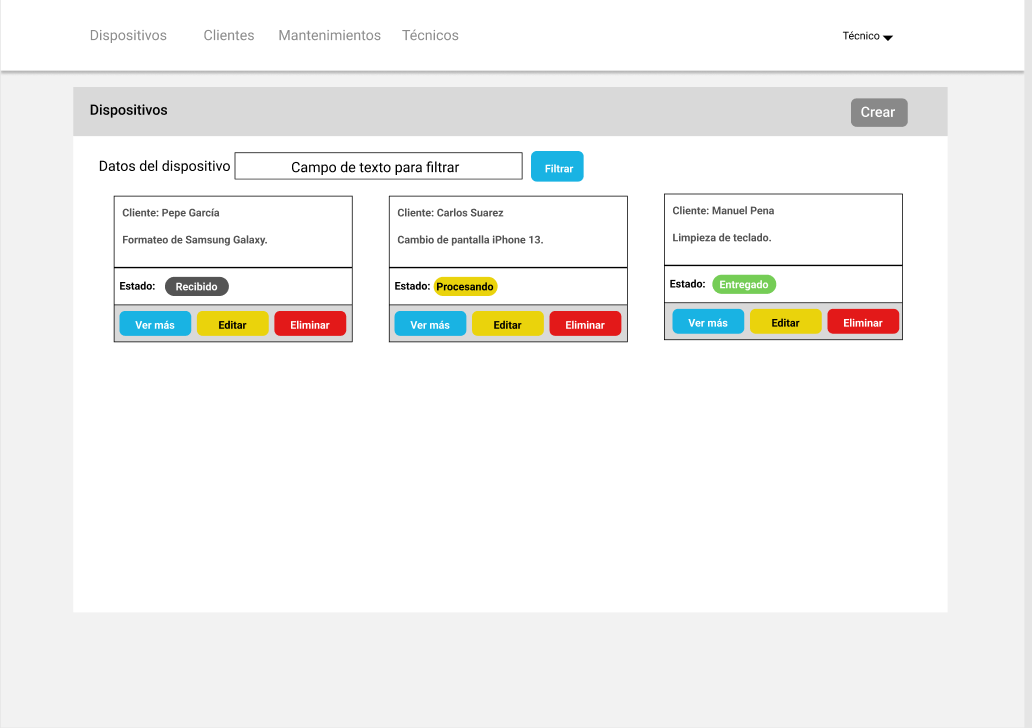 Dispositivos Clientes Mantenimientos Técnicos Técnico
Dispositivos Crear
Datos del dispositivo Campo de texto para filtrar Filtrar
Cliente: Pepe García
Formateo de Samsung Galaxy.
Estado: Recibido
Ver más Editar Eliminar
Cliente: Carlos Suarez
Cambio de pantalla iPhone 13.
Estado: Procesando
Ver más Editar Eliminar
Cliente: Manuel Pena
Limpieza de teclado.
Estado: Entregado
Ver más Editar Eliminar